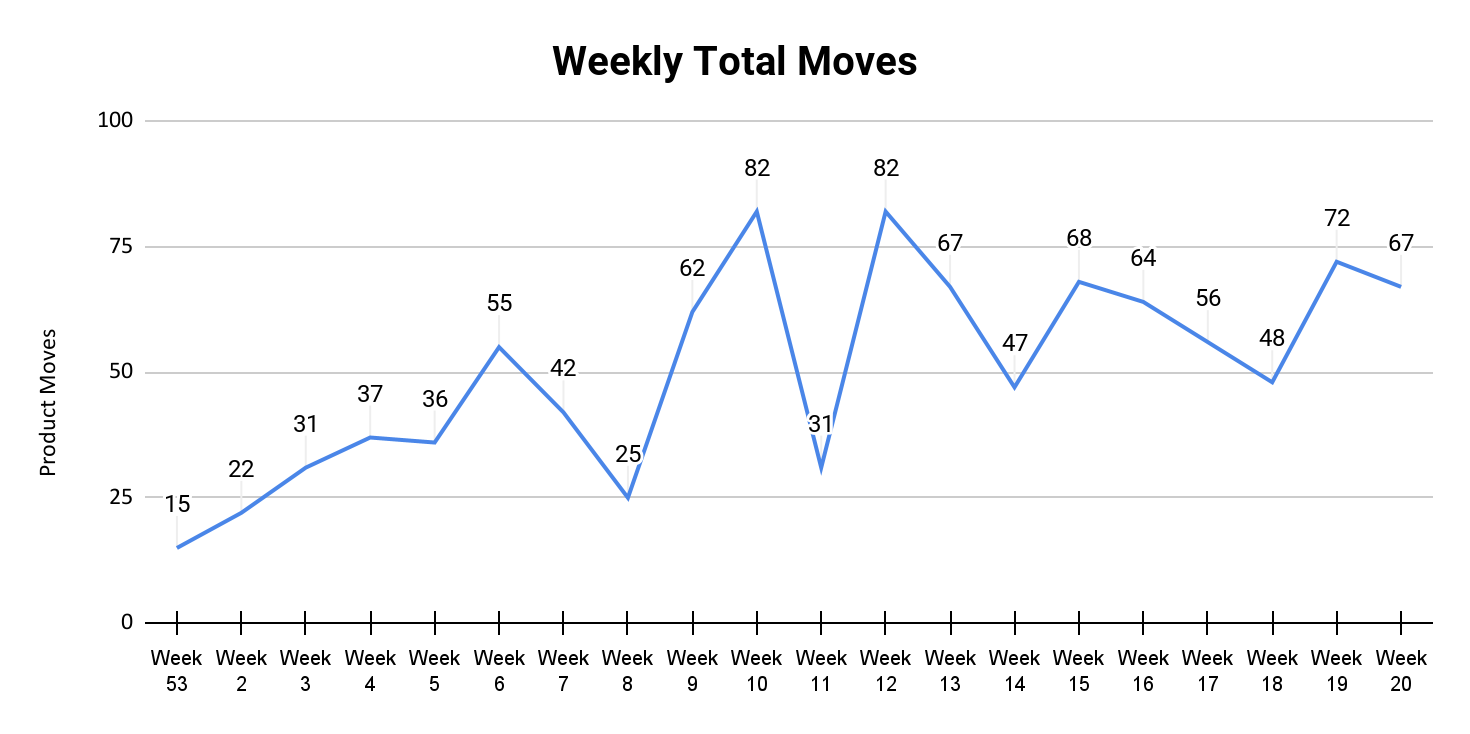 Weekly Total Moves
100
75
50
25
0
Product Moves
15
22
31
37
36
55
42
25
62
82
31
82
67
47
68
64
56
48
72
67
Week 53
Week 2
Week 3
Week 4
Week 5
Week 6
Week 7
Week 8
Week 9
Week 10
Week 11
Week 12
Week 13
Week 14
Week 15
Week 16
Week 17
Week 18
Week 19
Week 20